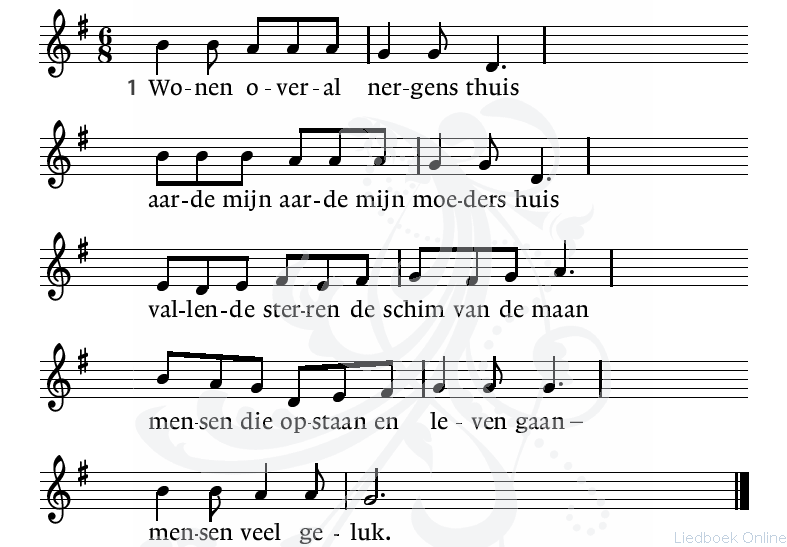 1 Wo-nen o-ver-al ner-gens thuis
aar-de mijn aar-de mijn moe-ders huis
val-len-de ster-ren de schim van de maan
men-sen die op-staan en le-ven gaan–
men-sen veel ge-luk.
Liedboek Online